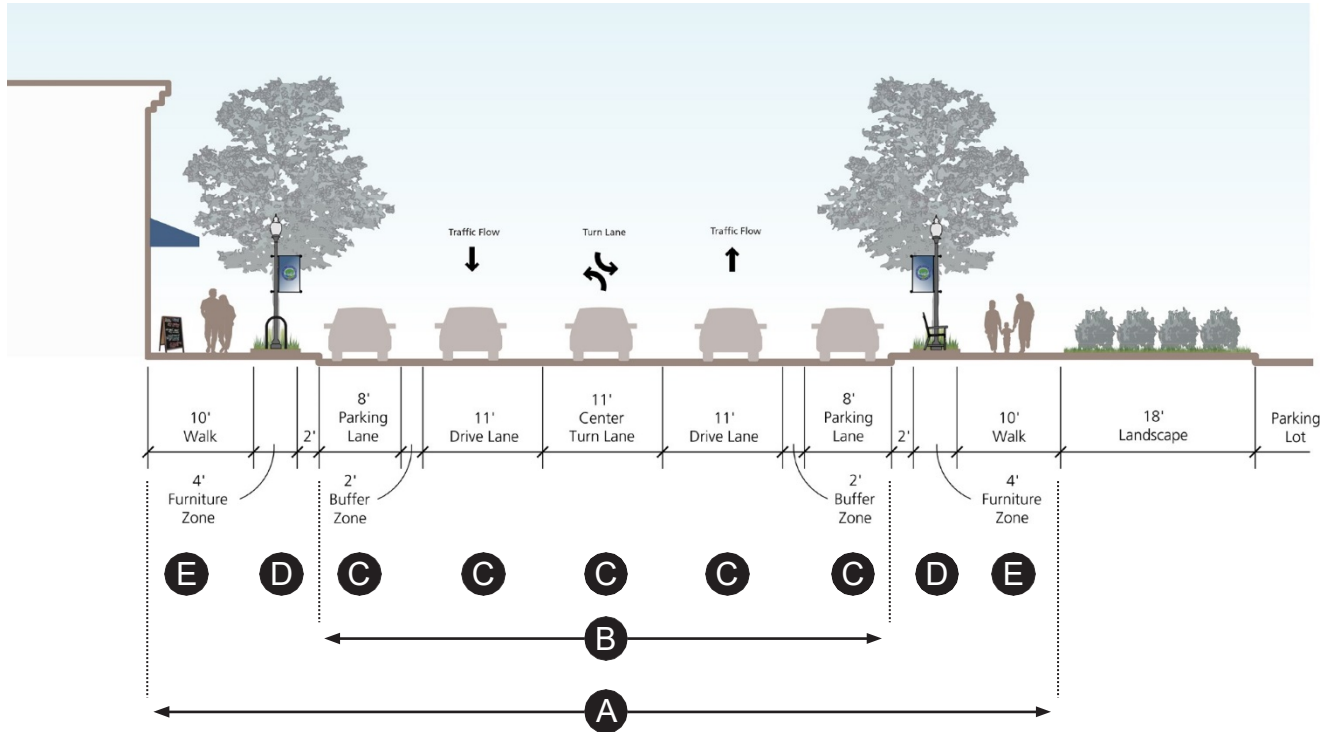 Traffic Flow
Turn Lane
Traffic Flow
10'
Walk
2'
8'
Parking
Lane
11'
Drive Lane
11'
Center
Turn Lane
11'
Drive Lane
8'
Parking
Lane
2'
10'
Walk
18'
Landscape
Parking
Lot
4'
Furniture
Zone
2'
Buffer
Zone
2'
Buffer
Zone
4'
Furniture
Zone
E
D
C
C
C
C
C
D
E
B
A